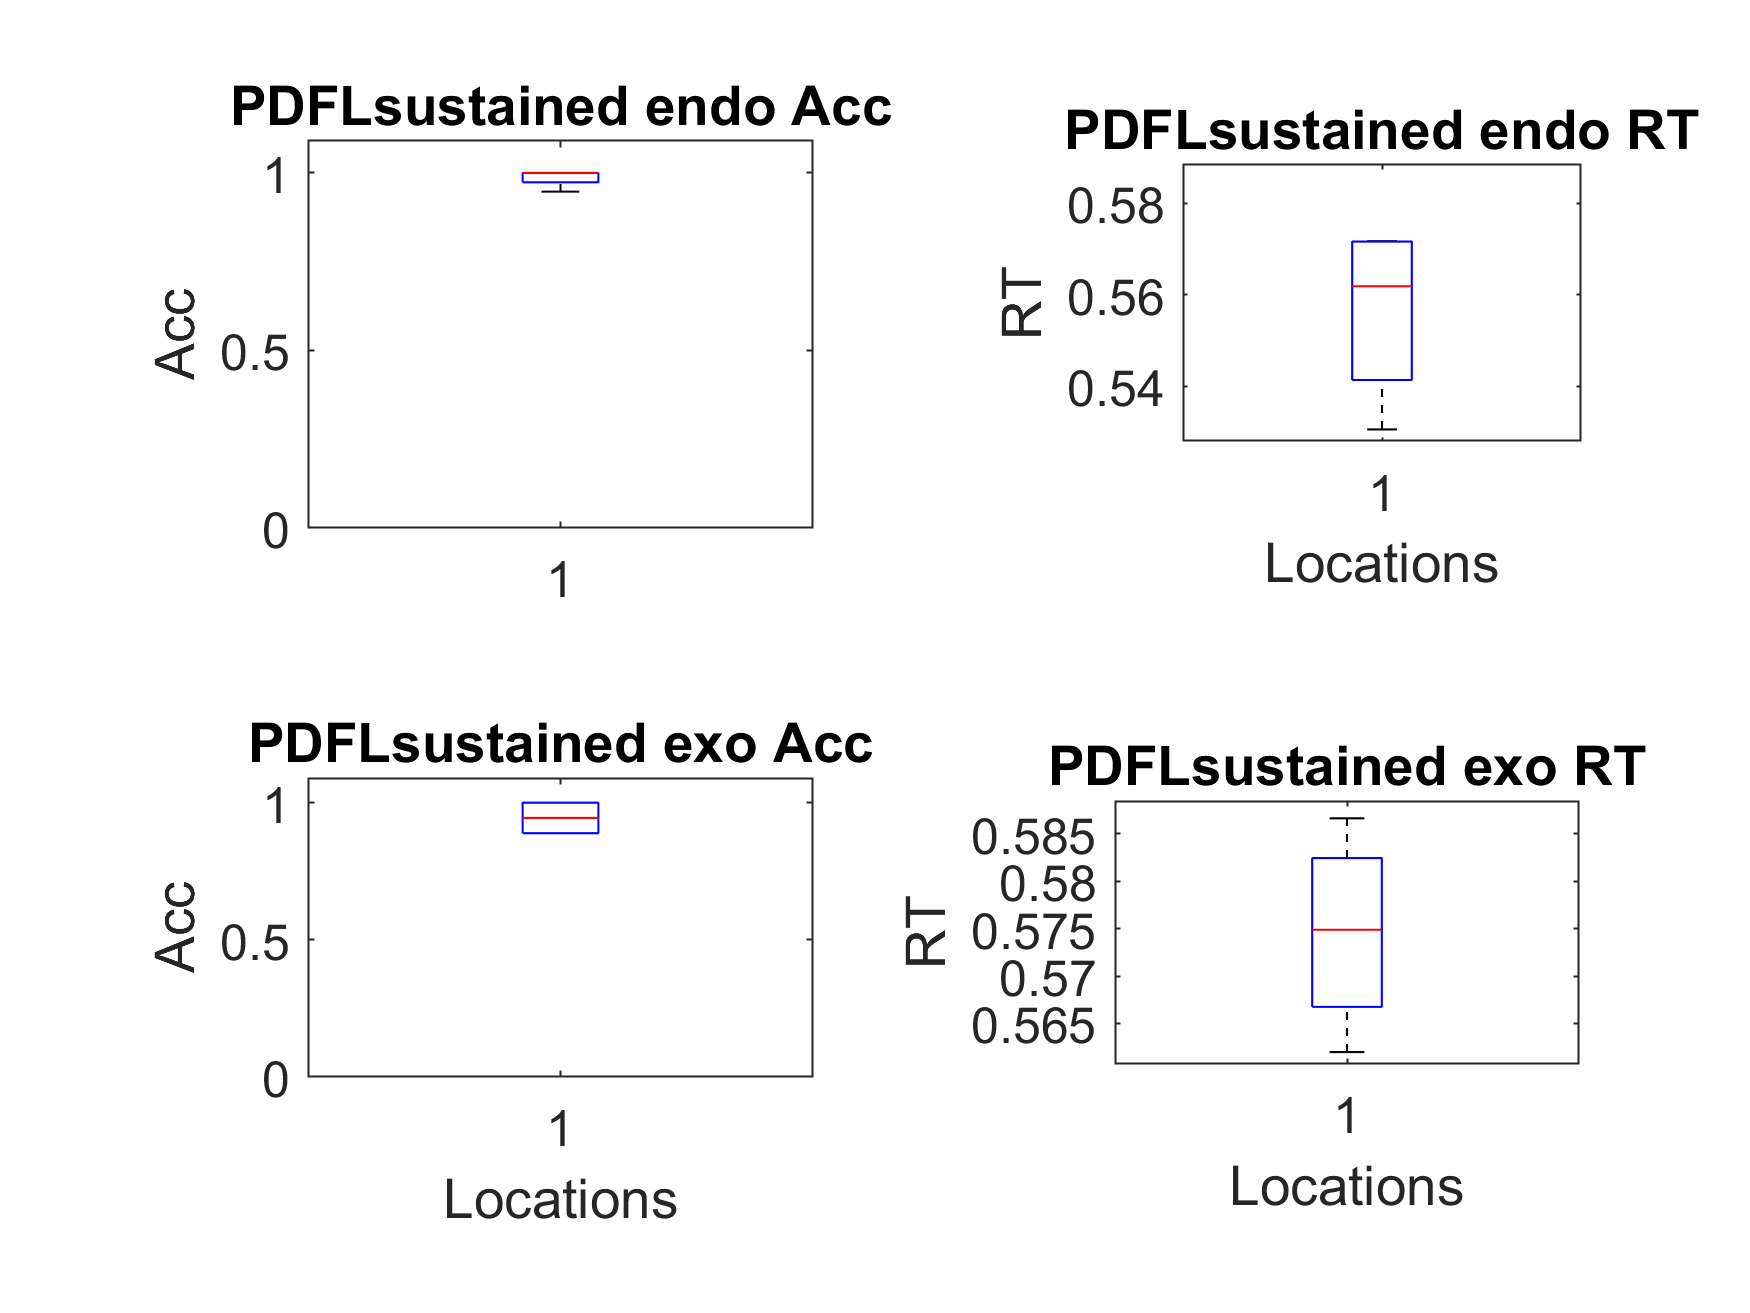 PDFLsustained endo Acc
1
0.5
0
Acc
1
PDFLsustained endo RT
0.58
0.56
0.54
RT
1
Locations
PDFLsustained exo Acc
1
0.5
0
Acc
1
Locations
PDFLsustained exo RT
0.585
0.58
0.575
0.57
0.565
RT
1
Locations